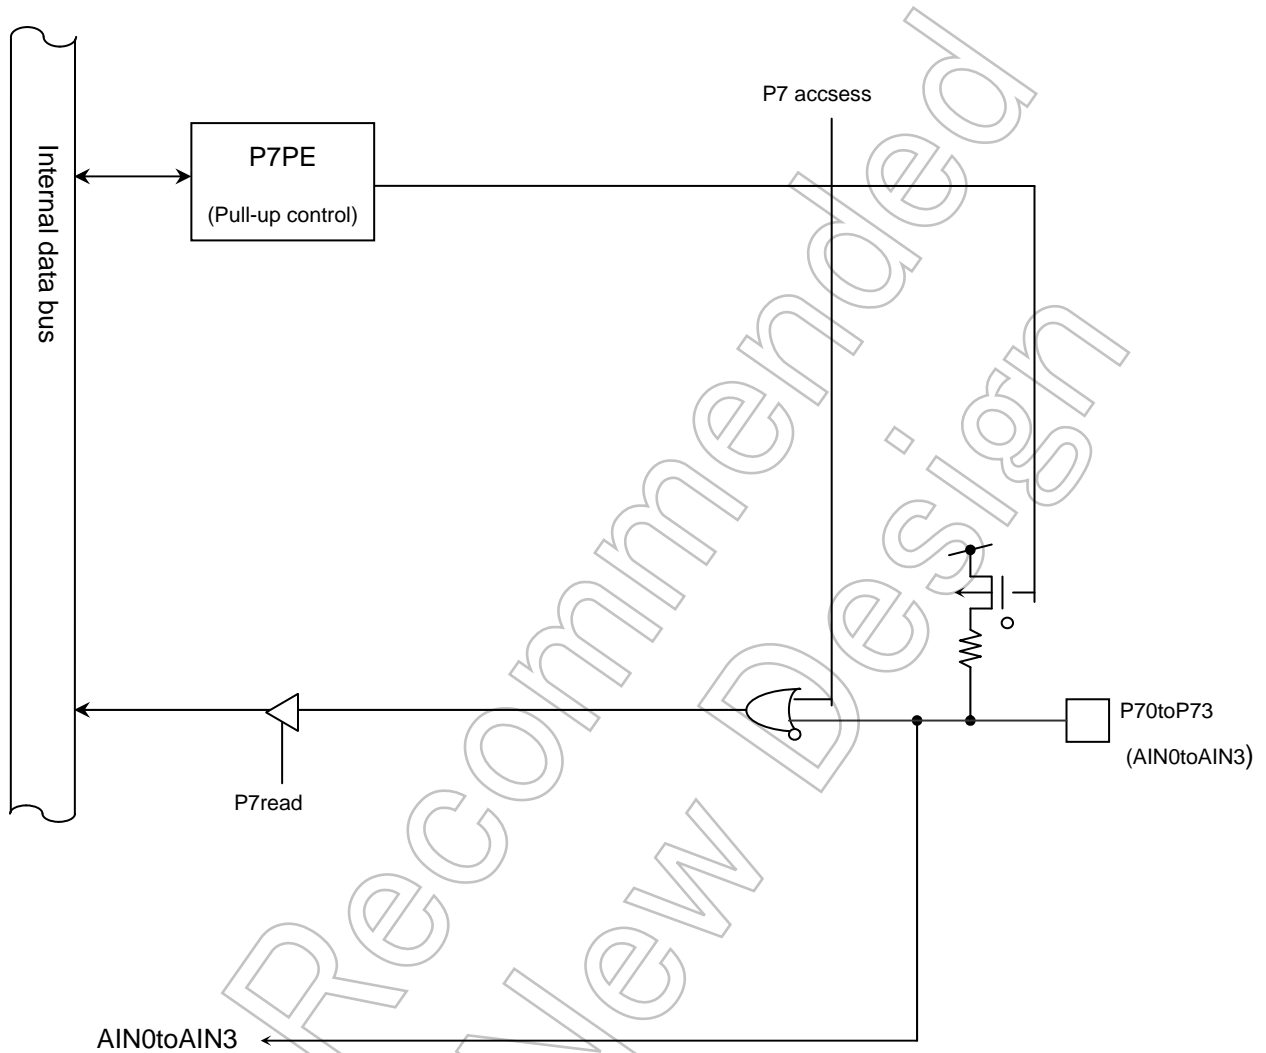 P7 accsess
P7PE
(Pull-up control)
Internal data bus
P70toP73
(AIN0toAIN3)
P7read
AIN0toAIN3
Recommended
New Design